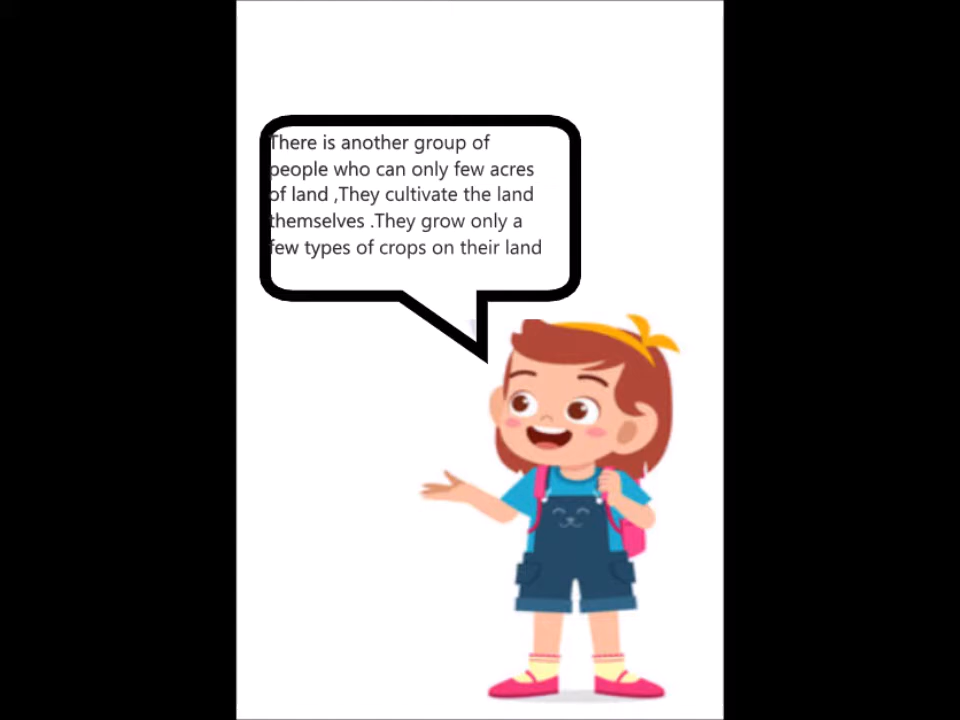 There is another group of
people who can only few acres
of land ,They cultivate the land
themselves .They grow only a
few types of crops on their land